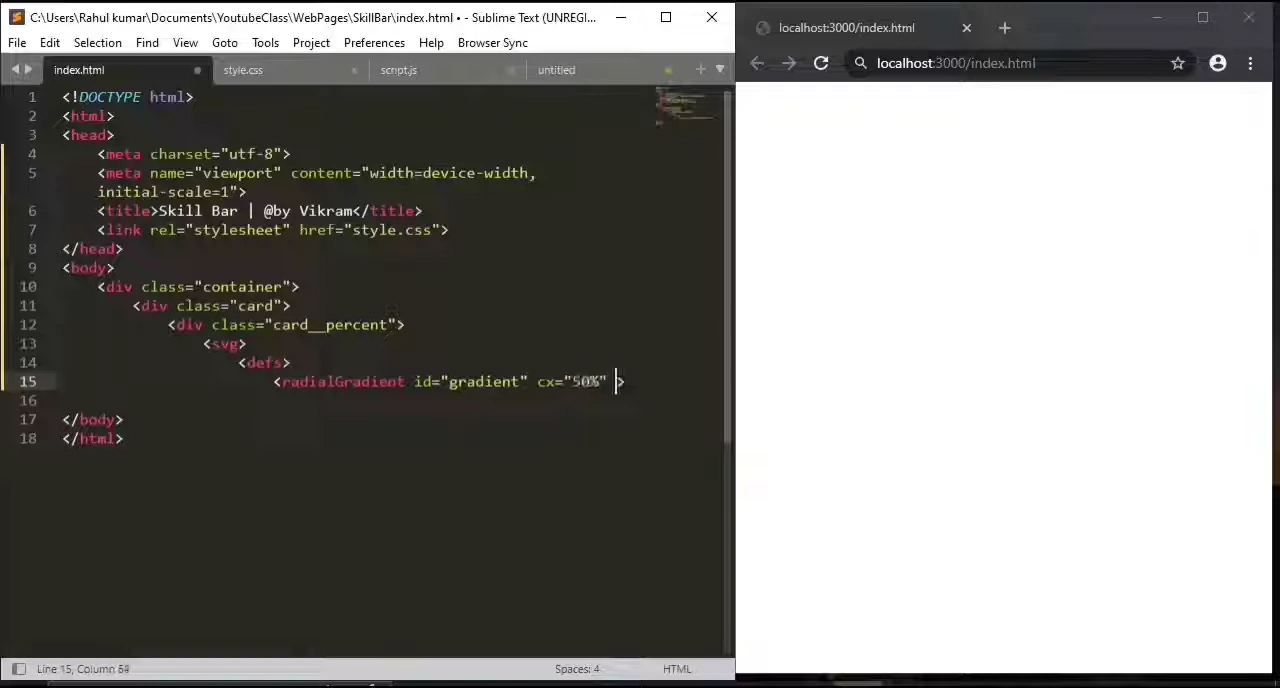 C:\Users\Rahul kumar\Documents\YoutubeClass\WebPages\SkillBar\index.html • - Sublime Text (UNREGI...
File Edit Selection Find View Goto Tools Project Preferences Help Browser Sync
index.html style.css script.js untitled
1 <!DOCTYPE html>
2 <html>
3 <head>
4 <meta charset="utf-8">
5 <meta name="viewport" content="width=device-width,
initial-scale=1">
6 <title>Skill Bar | @by Vikram</title>
7 <link rel="stylesheet" href="style.css">
8 </head>
9 <body>
10 <div class="container">
11 <div class="card">
12 <div class="card__percent">
13 <svg>
14 <defs>
15 <radialGradient id="gradient" cx="50%" >
16
17 </body>
18 </html>
Line 15, Column 59
Spaces: 4
HTML
localhost:3000/index.html
localhost:3000/index.html